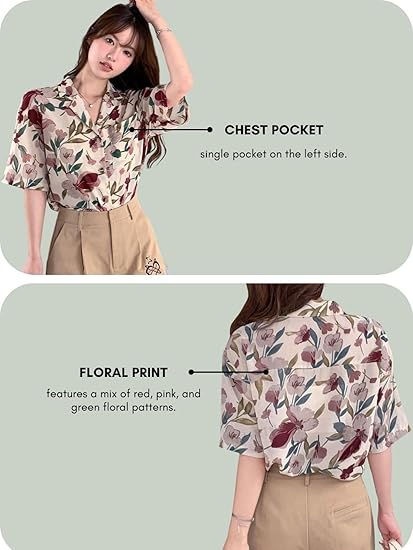 CHEST POCKET
single pocket on the left side.
FLORAL PRINT
features a mix of red, pink, and
green floral patterns.